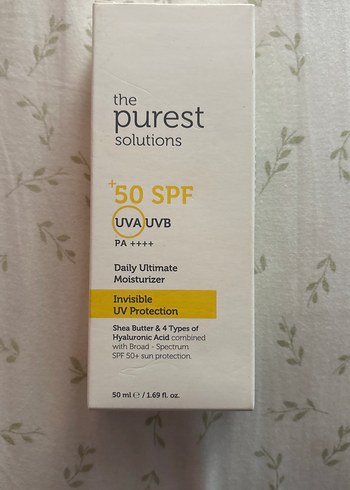 the
purest
solutions
+50 SPF
UVA UVB
PA ++++
Daily Ultimate
Moisturizer
Invisible
UV Protection
Shea Butter & 4 Types of
Hyaluronic Acid combined
with Broad - Spectrum
SPF 50+ sun protection.
50 ml ℮ / 1.69 fl. oz.